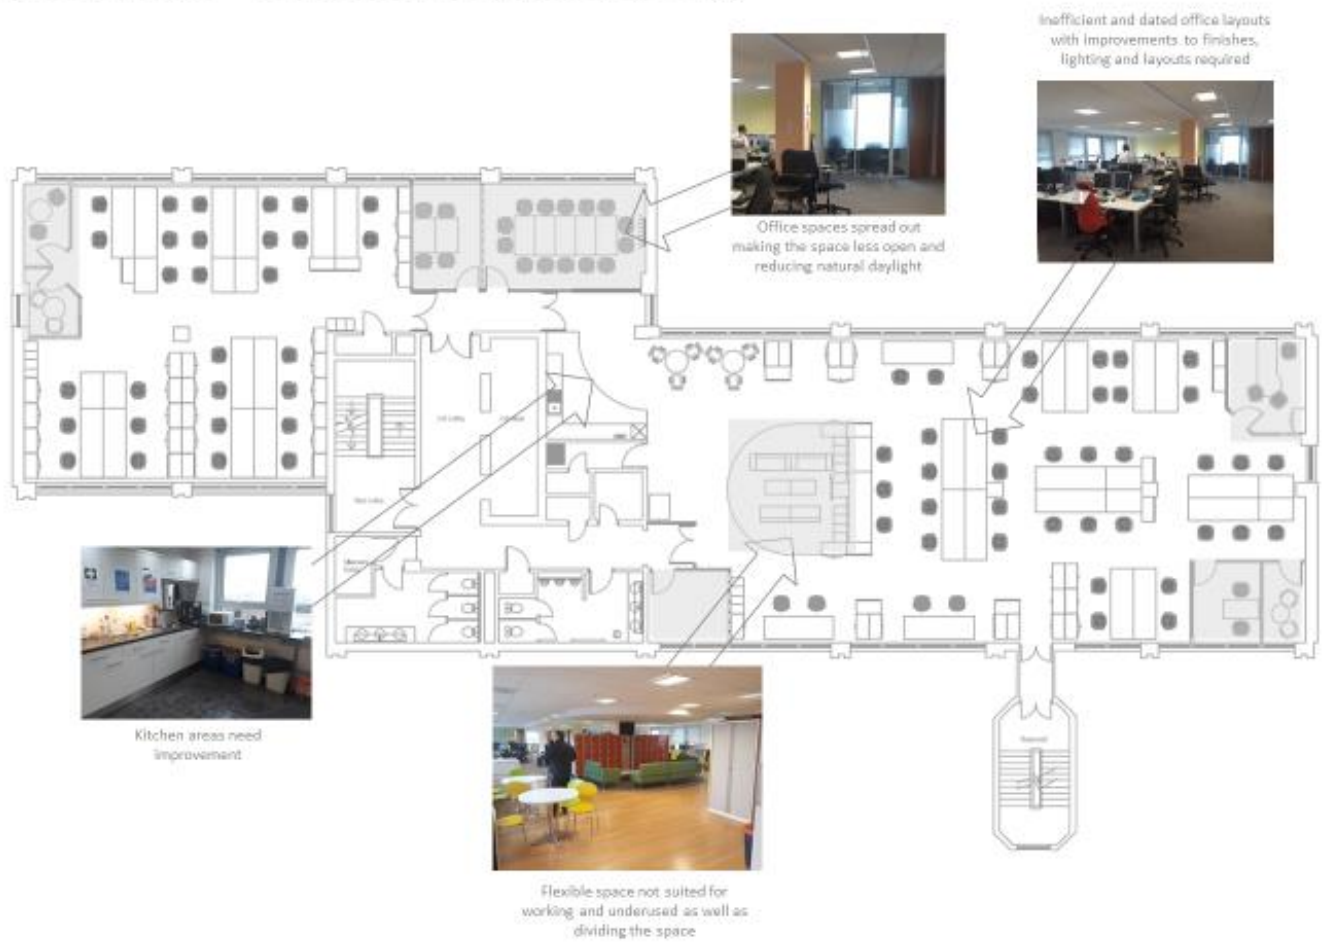 Inefficient and dated office layouts
with improvements to finishes,
lighting and layouts required
Office spaces spread out
making the space less open and
reducing natural daylight
Kitchen areas need
improvement
Flexible space not suited for
working and underused as well as
dividing the space